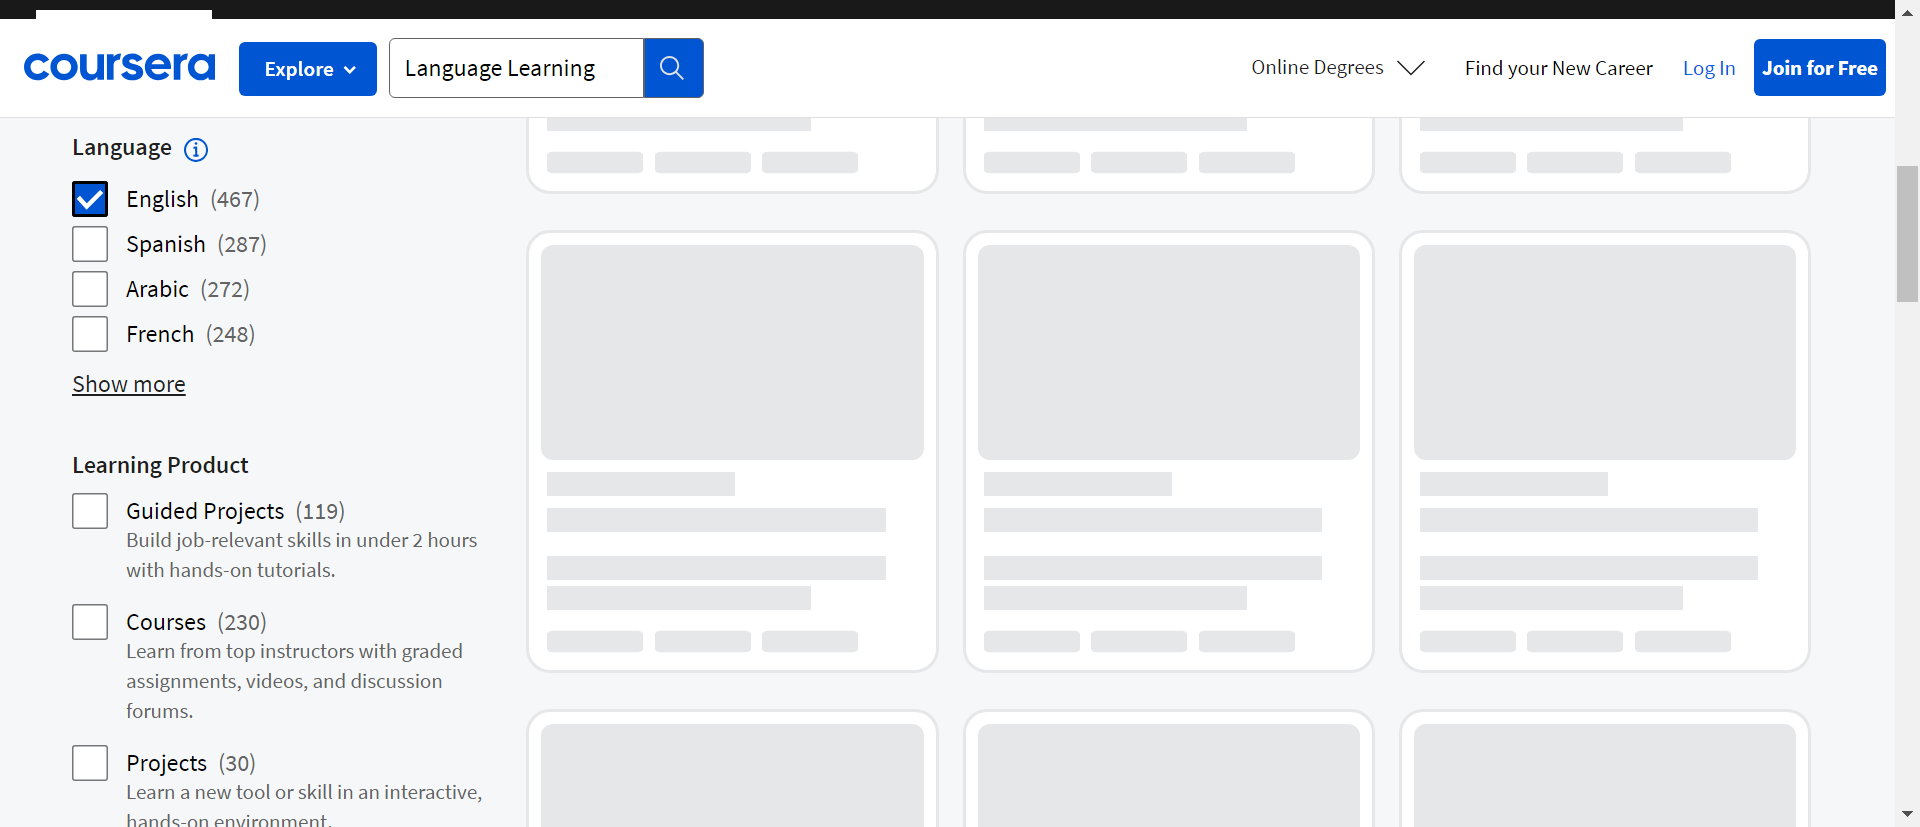 coursera
Explore
Language Learning
Online Degrees
Find your New Career
Log In
Join for Free
Language
English (467)
Spanish (287)
Arabic (272)
French (248)
Show more
Learning Product
Guided Projects (119)
Build job-relevant skills in under 2 hours
with hands-on tutorials.
Courses (230)
Learn from top instructors with graded
assignments, videos, and discussion
forums.
Projects (30)
Learn a new tool or skill in an interactive,
hands-on environment.